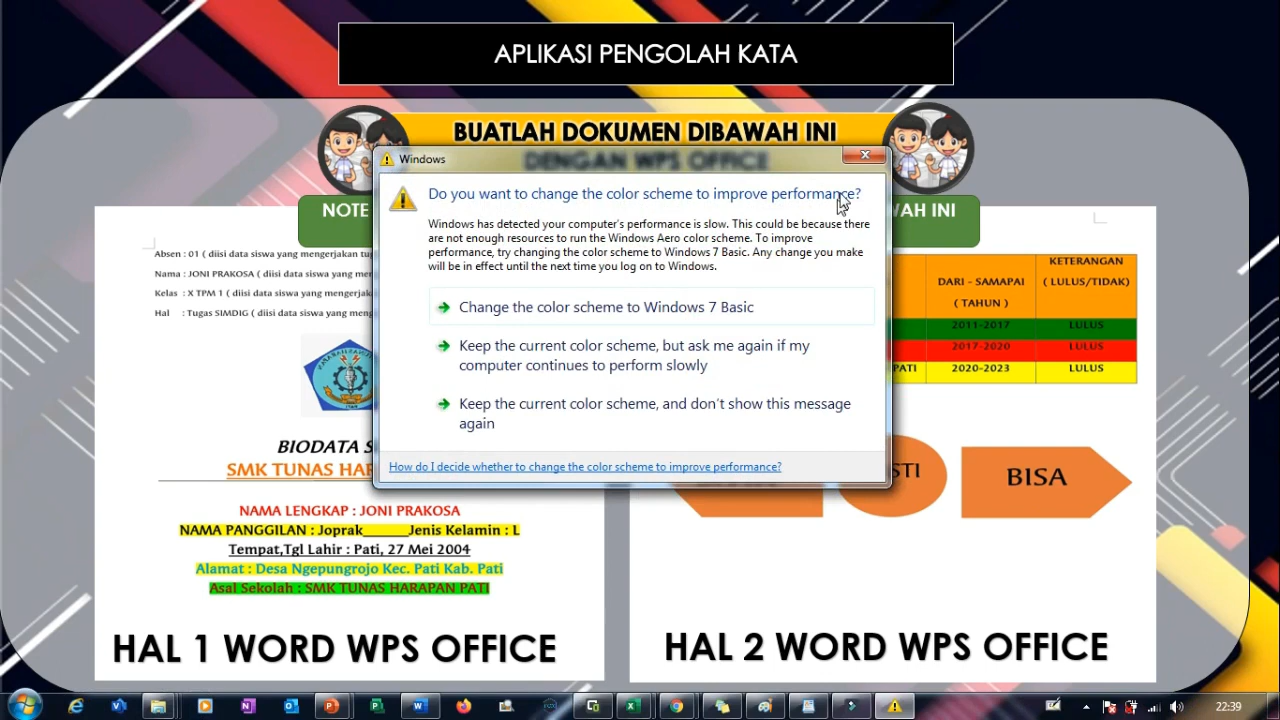 APLIKASI PENGOLAH KATA
BUATLAH DOKUMEN DIBAWAH INI
DENGAN WPS OFFICE
Windows
Do you want to change the color scheme to improve performance?
Windows has detected your computer's performance is slow. This could be because
there are not enough resources to run the Windows Aero color scheme. To improve
performance, try changing the color scheme to Windows 7 Basic. Any change you make
will be in effect until the next time you log on to Windows.
Change the color scheme to Windows 7 Basic
Keep the current color scheme, but ask me again if my
computer continues to perform slowly
Keep the current color scheme, and don't show this message
again
How do I decide whether to change the color scheme to improve performance?
NOTE
Absen : 01 ( diisi data siswa yang mengerjakan
Nama : JONI PRAKOSA ( diisi data siswa yang
Kelas : X TPM 1 ( diisi data siswa yang
Hal : Tugas SIMDIG ( diisi data siswa yang
BIODATA
SMK TUNAS
NAMA LENGKAP : JONI PRAKOSA
NAMA PANGGILAN : Joprak_____Jenis Kelamin : L
Tempat,Tgl Lahir : Pati, 27 Mei 2004
Alamat : Desa Ngepungrojo Kec. Pati Kab. Pati
Asal Sekolah : SMK TUNAS HARAPAN PATI
HAL 1 WORD WPS OFFICE
INI
DARI - SAMAPAI
( TAHUN )
KETERANGAN
( LULUS/TIDAK)
2011-2017 LULUS
2017-2020 LULUS
PATI 2020-2023 LULUS
BISA
HAL 2 WORD WPS OFFICE
22:39